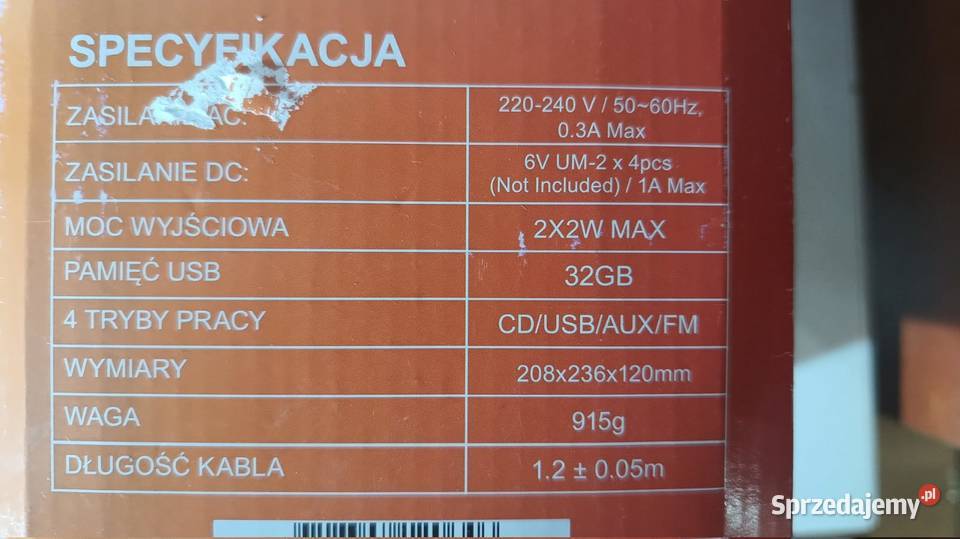 SPECYFIKACJA
AC:
220-240 V / 50~60Hz,
0.3A Max
ZASILANIE DC:
6V UM-2 x 4pcs
(Not Included) / 1A Max
MOC WYJŚCIOWA
2X2W MAX
PAMIĘĆ USB
32GB
4 TRYBY PRACY
CD/USB/AUX/FM
WYMIARY
208x236x120mm
WAGA
915g
DŁUGOŚĆ KABLA
1.2 ± 0.05m
Sprzedajemy.pl